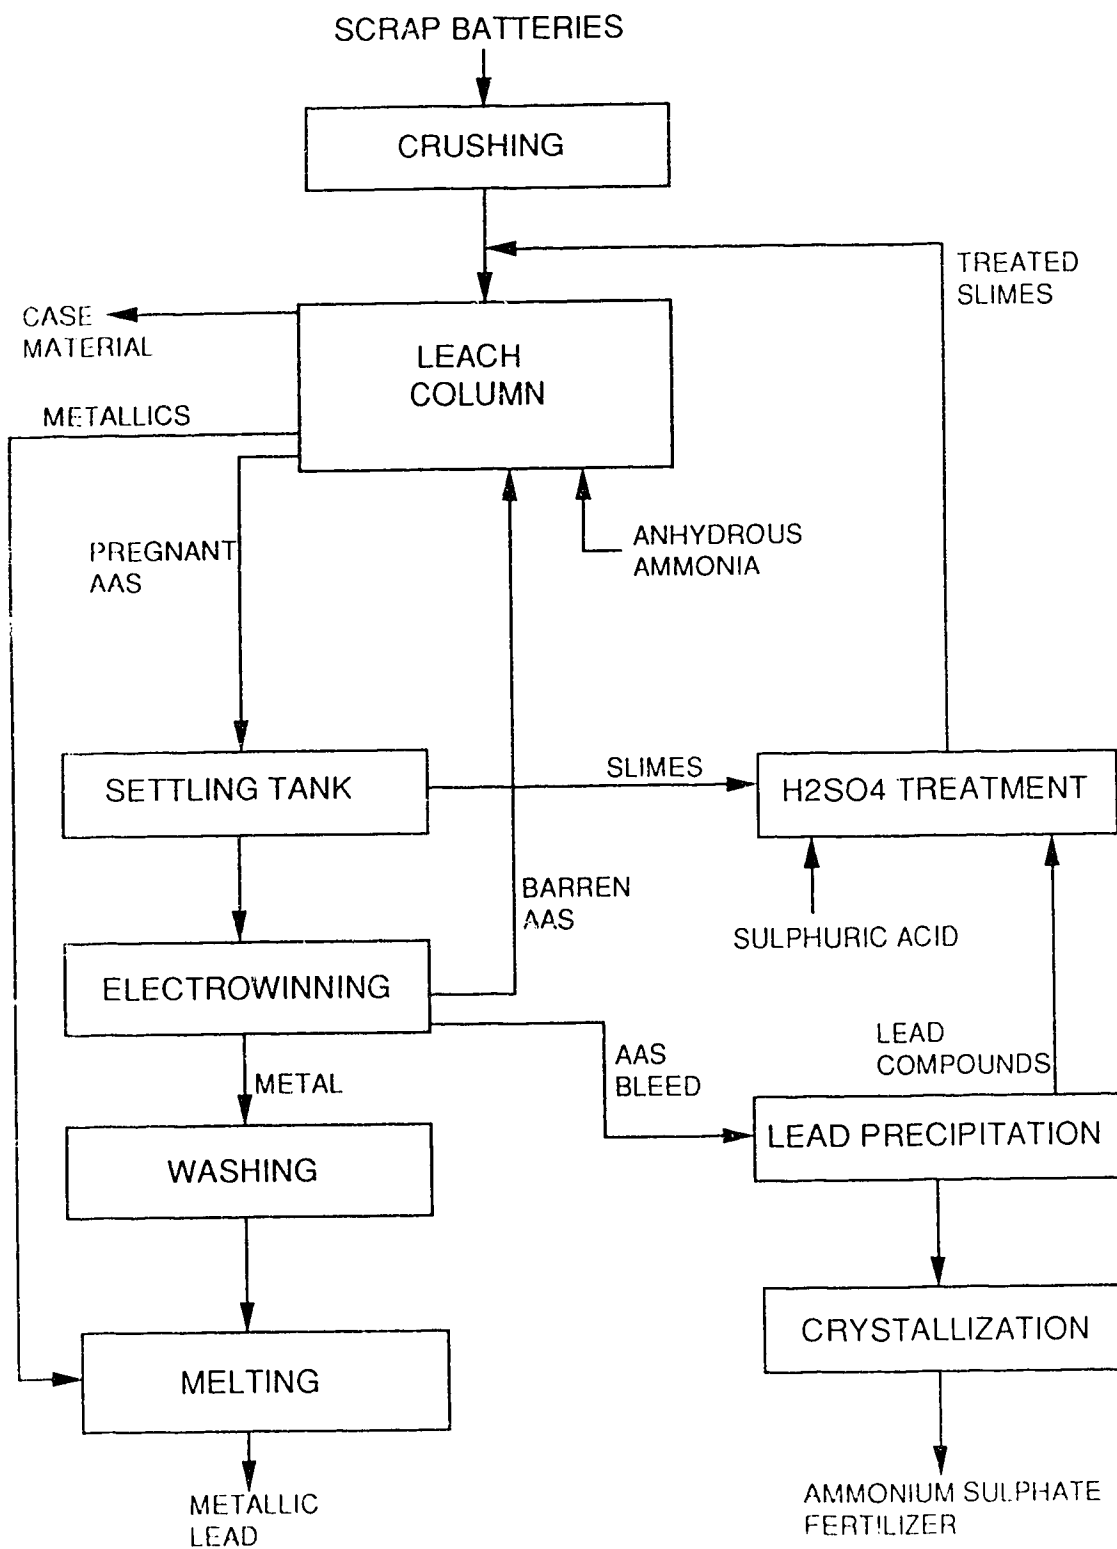 SCRAP BATTERIES
CRUSHING
TREATED
SLIMES
CASE
MATERIAL
LEACH
COLUMN
METALLICS
PREGNANT
AAS
ANHYDROUS
AMMONIA
SETTLING TANK
SLIMES
H2SO4 TREATMENT
BARREN
AAS
SULPHURIC ACID
ELECTROWINNING
AAS
BLEED
LEAD
COMPOUNDS
METAL
LEAD PRECIPITATION
WASHING
CRYSTALLIZATION
MELTING
METALLIC
LEAD
AMMONIUM SULPHATE
FERTILIZER